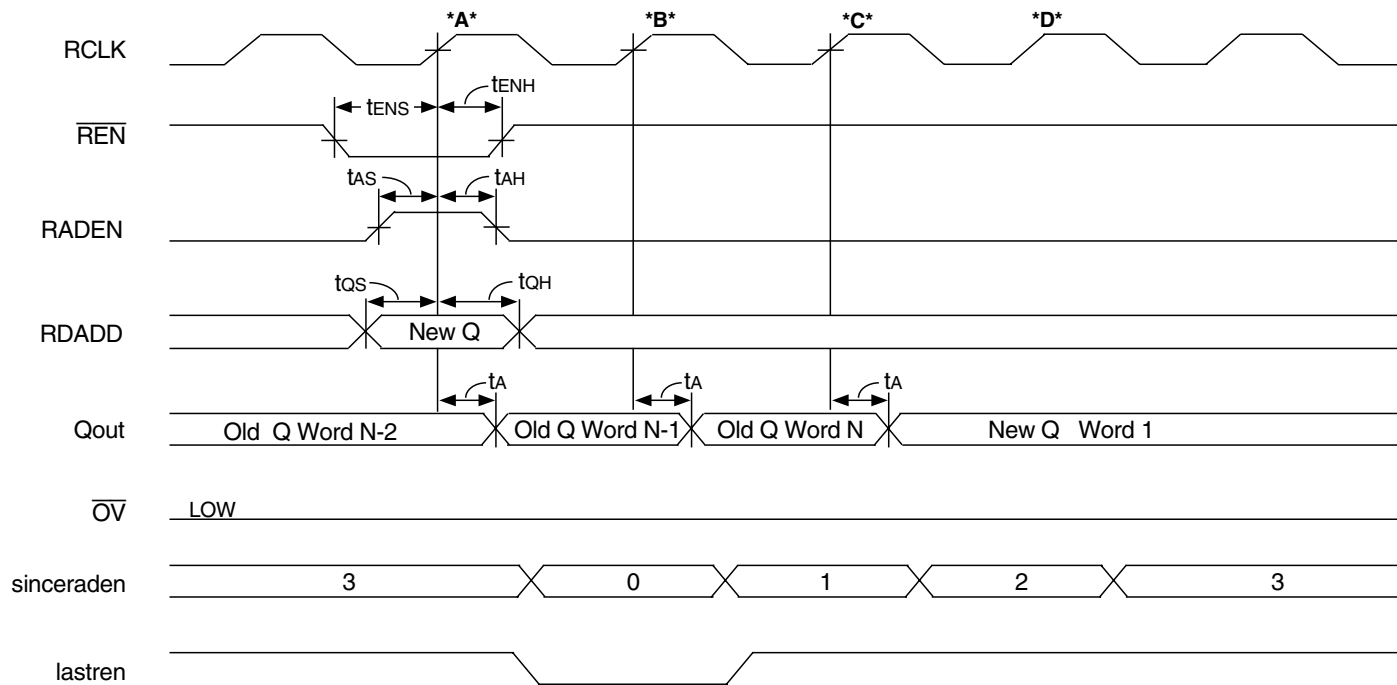 *A* *B* *C* *D*
RCLK
tENS tENH
REN
tAS tAH
RADEN
tQS tQH
RDADD New Q
tA tA tA
Qout Old Q Word N-2 Old Q Word N-1 Old Q Word N New Q Word 1
OV LOW
sinceraden 3 0 1 2 3
lastren